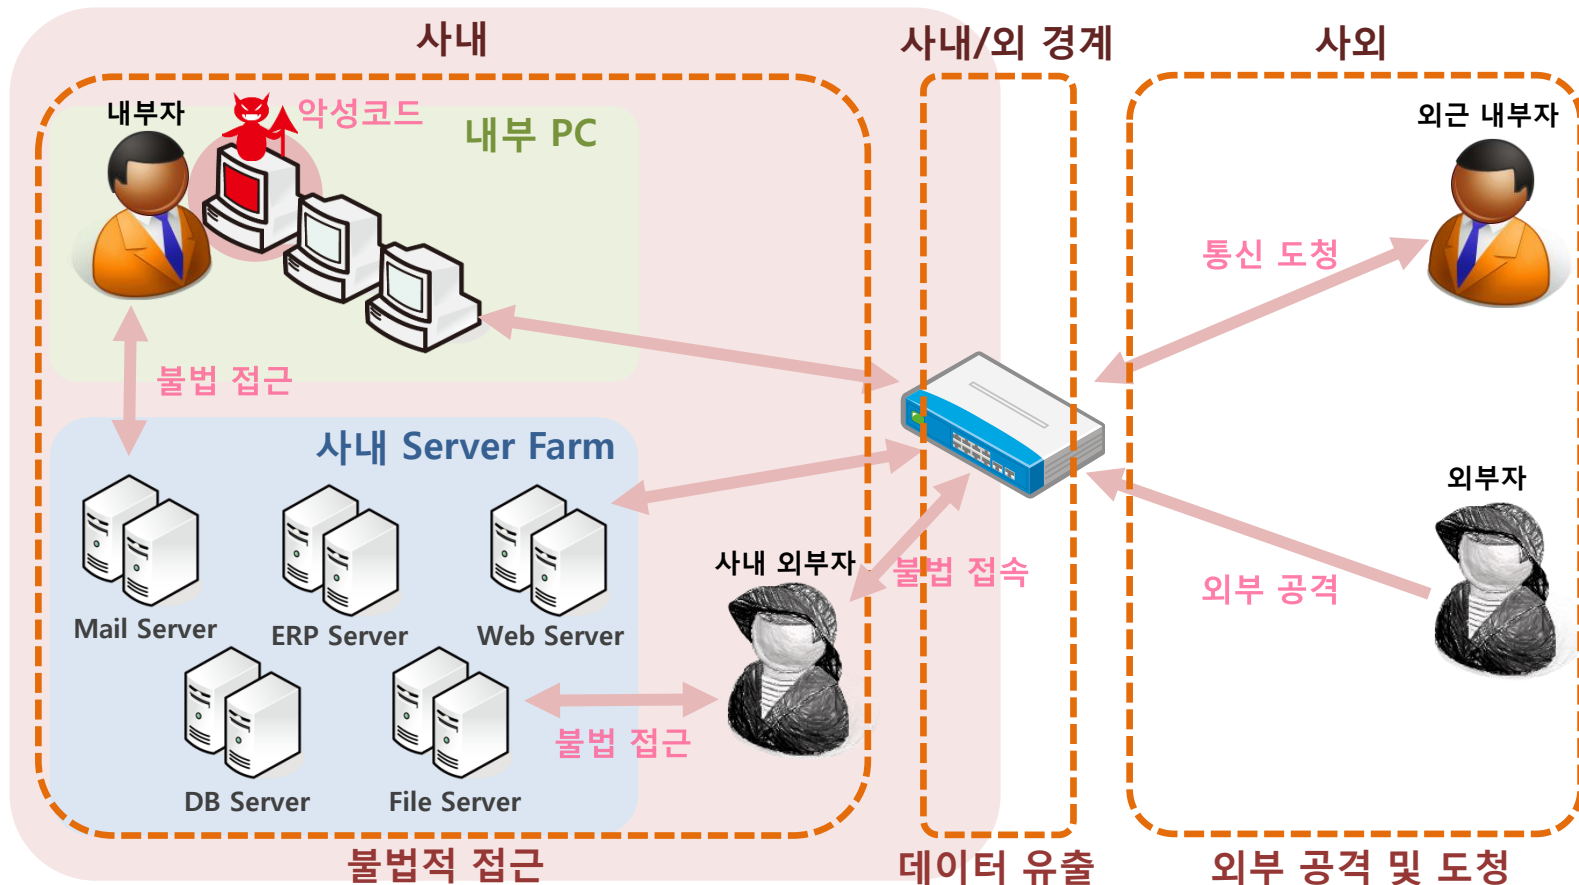 사내
사내/외 경계
사외
내부자
악성코드
내부 PC
외근 내부자
통신 도청
불법 접근
사내 Server Farm
외부자
Mail Server
ERP Server
Web Server
사내 외부자
불법 접속
외부 공격
불법 접근
DB Server
File Server
불법적 접근
데이터 유출
외부 공격 및 도청